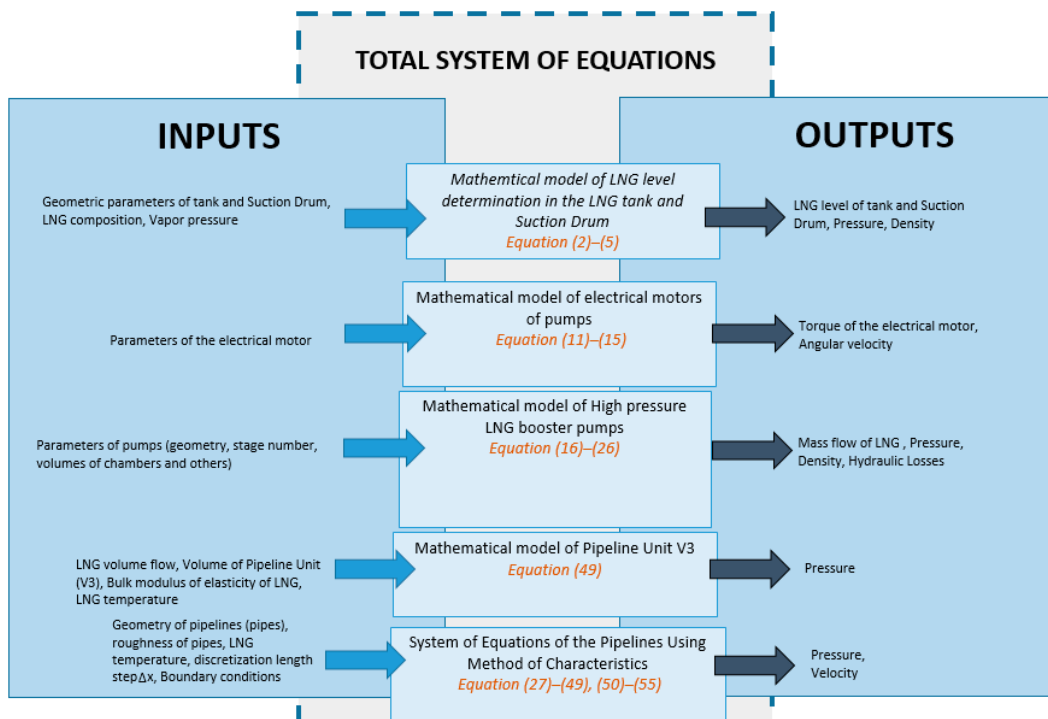 TOTAL SYSTEM OF EQUATIONS
INPUTS
OUTPUTS
Geometric parameters of tank and Suction Drum,
LNG composition, Vapor pressure
Mathemtical model of LNG level
determination in the LNG tank and
Suction Drum
Equation (2)–(5)
LNG level of tank and Suction
Drum, Pressure, Density
Parameters of the electrical motor
Mathematical model of electrical motors
of pumps
Equation (11)–(15)
Torque of the electrical motor,
Angular velocity
Parameters of pumps (geometry, stage number,
volumes of chambers and others)
Mathematical model of High pressure
LNG booster pumps
Equation (16)–(26)
Mass flow of LNG , Pressure,
Density, Hydraulic Losses
LNG volume flow, Volume of Pipeline Unit
(V3), Bulk modulus of elasticity of LNG,
LNG temperature
Mathematical model of Pipeline Unit V3
Equation (49)
Pressure
Geometry of pipelines (pipes),
roughness of pipes, LNG
temperature, discretization length
stepΔx, Boundary conditions
System of Equations of the Pipelines Using
Method of Characteristics
Equation (27)–(49), (50)–(55)
Pressure,
Velocity